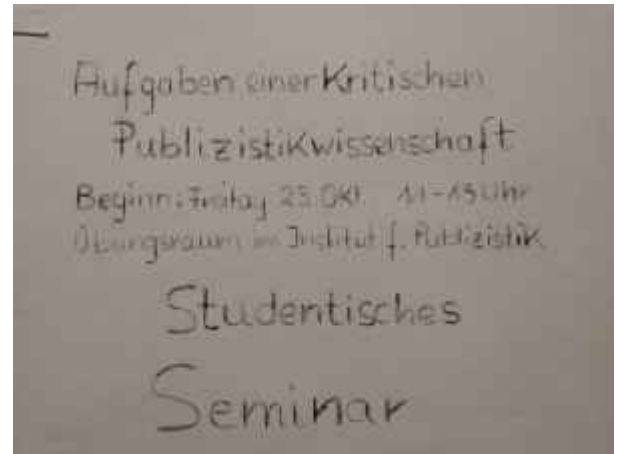 Aufgaben einer Kritischen
Publizistikwissenschaft
Beginn: Freitag 25. Okt. 11-13 Uhr
Übungsraum im Institut f. Publizistik
Studentisches
Seminar